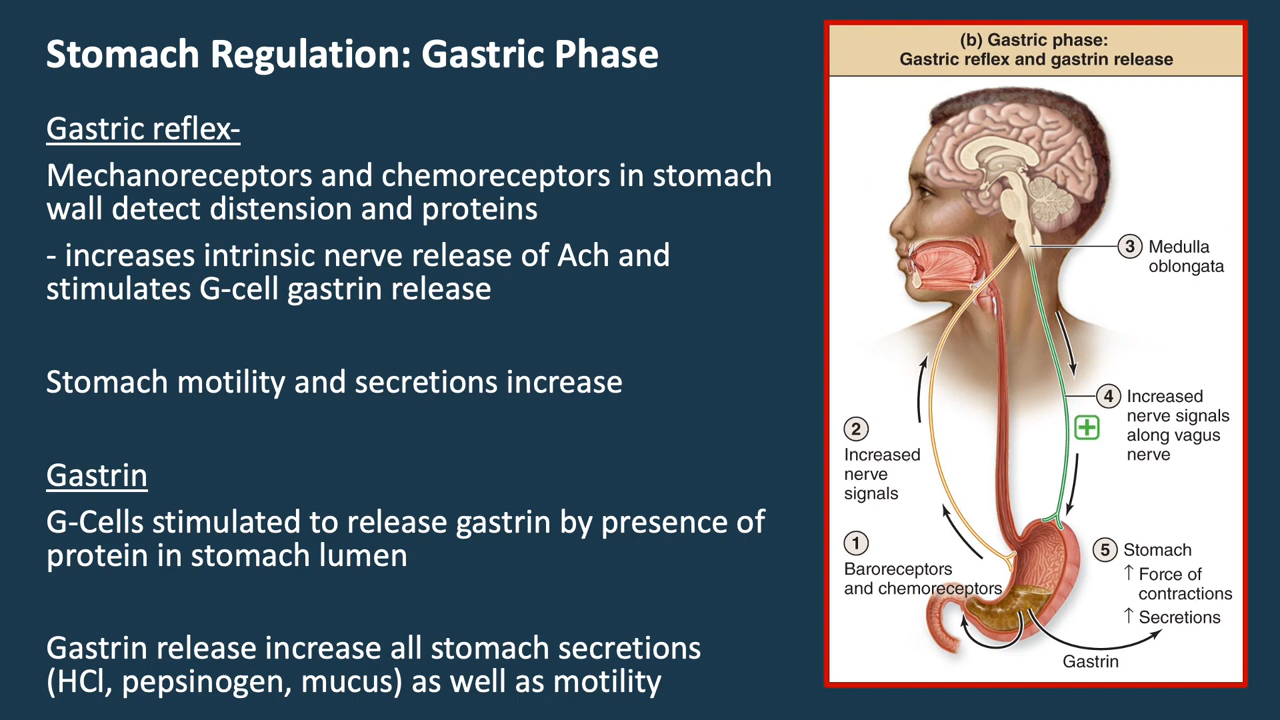 Stomach Regulation: Gastric Phase
Gastric reflex-
Mechanoreceptors and chemoreceptors in stomach
wall detect distension and proteins
- increases intrinsic nerve release of Ach and
stimulates G-cell gastrin release
Stomach motility and secretions increase
Gastrin
G-Cells stimulated to release gastrin by presence of
protein in stomach lumen
Gastrin release increase all stomach secretions
(HCl, pepsinogen, mucus) as well as motility
(b) Gastric phase:
Gastric reflex and gastrin release
3 Medulla
oblongata
4 Increased
nerve signals
along vagus
nerve
+
2
Increased
nerve
signals
1
Baroreceptors
and chemoreceptors
5 Stomach
↑ Force of
contractions
↑ Secretions
Gastrin